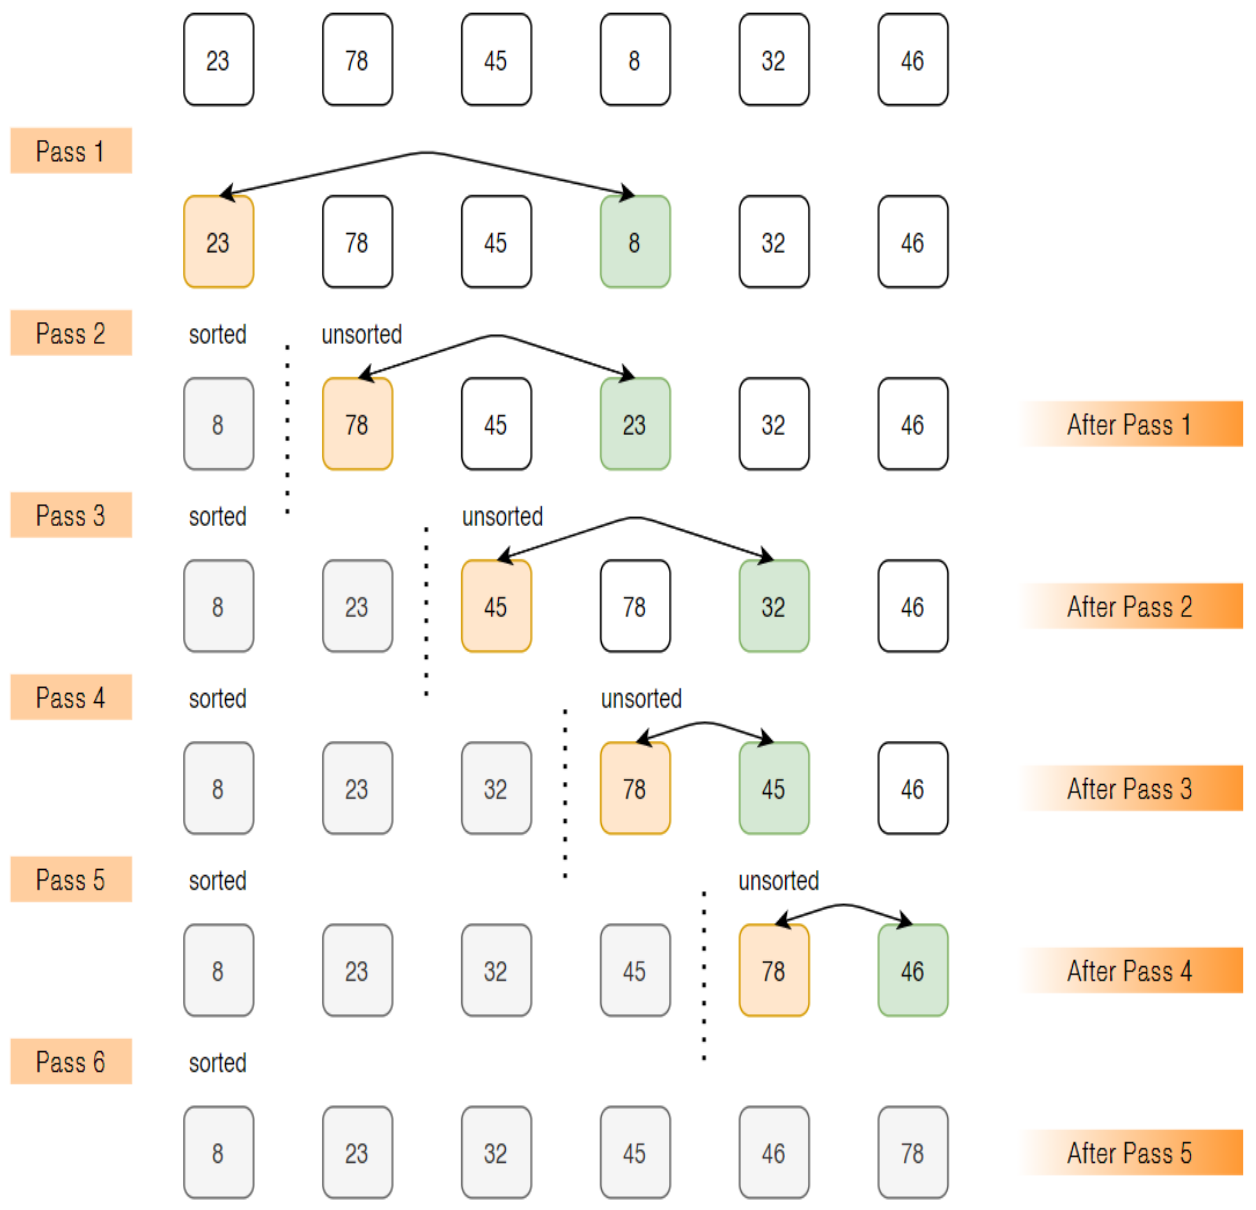 23 78 45 8 32 46
Pass 1
23 78 45 8 32 46
Pass 2 sorted unsorted
8 78 45 23 32 46 After Pass 1
Pass 3 sorted unsorted
8 23 45 78 32 46 After Pass 2
Pass 4 sorted unsorted
8 23 32 78 45 46 After Pass 3
Pass 5 sorted unsorted
8 23 32 45 78 46 After Pass 4
Pass 6 sorted
8 23 32 45 46 78 After Pass 5